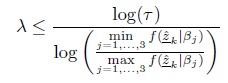 λ ≤ log(τ) / log( min_{j=1,...,3} f(ẑ_k|β_j) / max_{j=1,...,3} f(ẑ_k|β_j) )